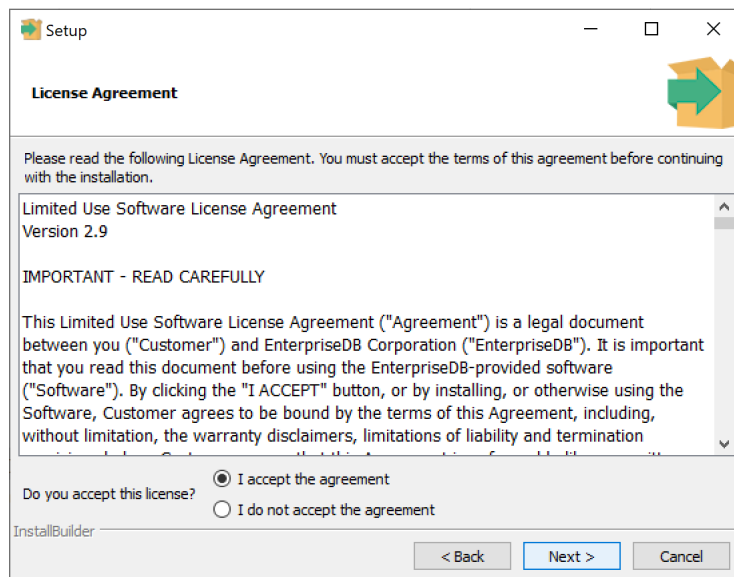 Setup
License Agreement
Please read the following License Agreement. You must accept the terms of this agreement before continuing
with the installation.
Limited Use Software License Agreement
Version 2.9
IMPORTANT - READ CAREFULLY
This Limited Use Software License Agreement ("Agreement") is a legal document
between you ("Customer") and EnterpriseDB Corporation ("EnterpriseDB"). It is important
that you read this document before using the EnterpriseDB-provided software
("Software"). By clicking the "I ACCEPT" button, or by installing, or otherwise using the
Software, Customer agrees to be bound by the terms of this Agreement, including,
without limitation, the warranty disclaimers, limitations of liability and termination
Do you accept this license?
I accept the agreement
I do not accept the agreement
InstallBuilder
< Back
Next >
Cancel